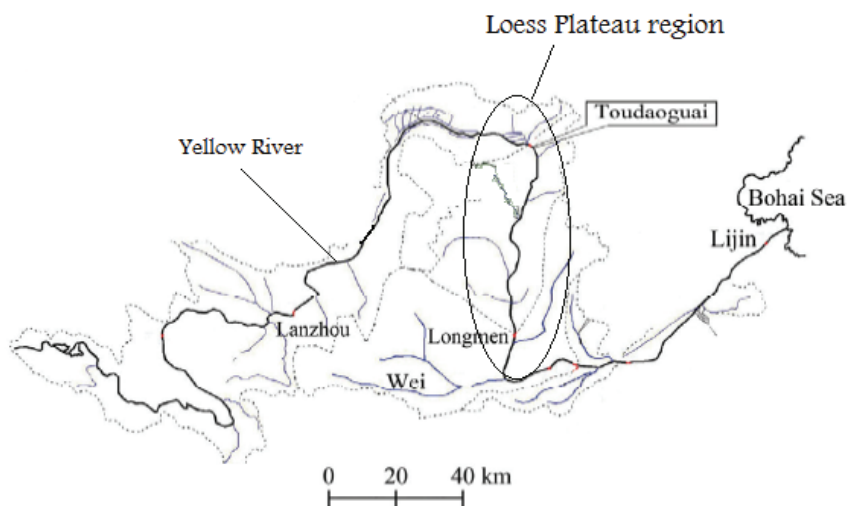 Loess Plateau region
Toudaoguai
Yellow River
Bohai Sea
Lijin
Lanzhou
Longmen
Wei
0 20 40 km